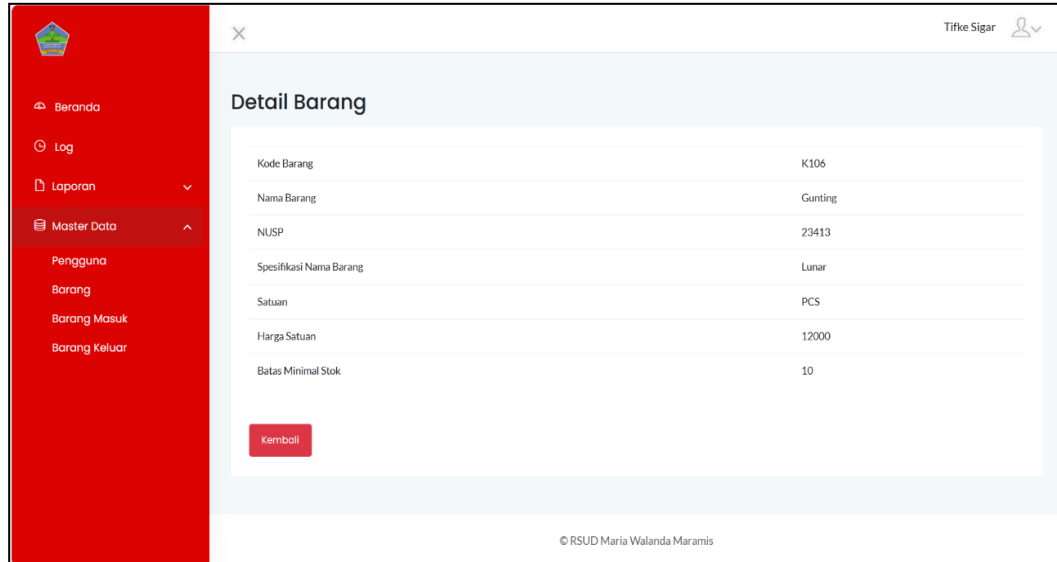 Tifke Sigar
Beranda
Log
Laporan
Master Data
Pengguna
Barang
Barang Masuk
Barang Keluar
Detail Barang
Kode Barang K106
Nama Barang Gunting
NUSP 23413
Spesifikasi Nama Barang Lunar
Satuan PCS
Harga Satuan 12000
Batas Minimal Stok 10
Kembali
© RSUD Maria Walanda Maramis